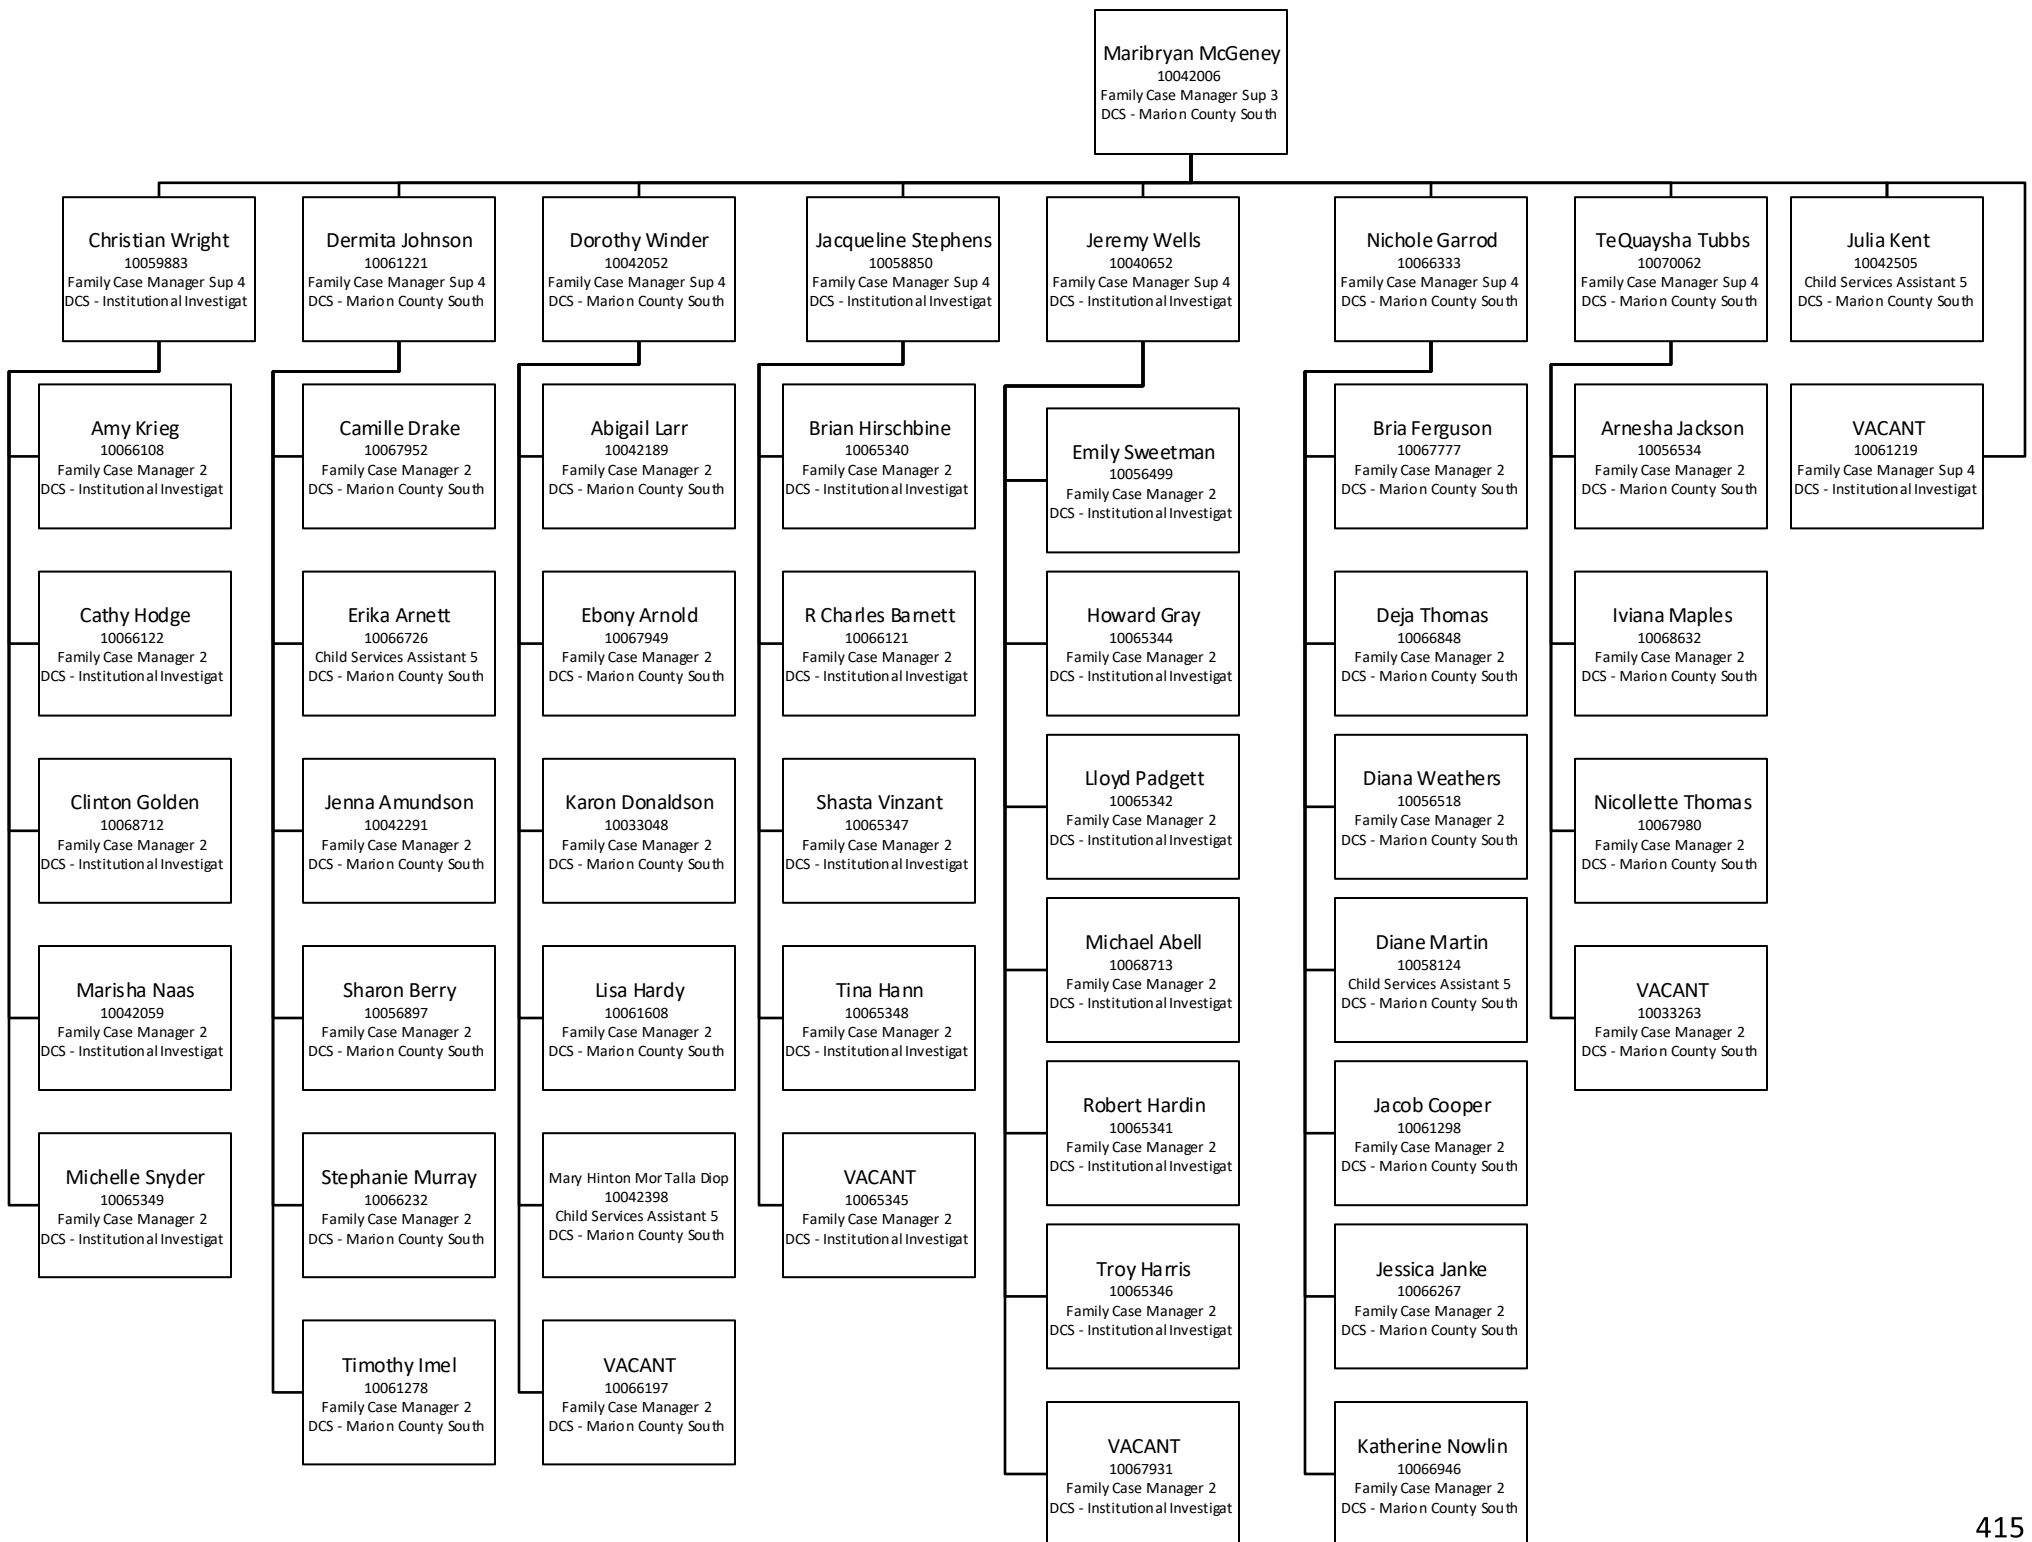 Maribryan McGeney
10042006
Family Case Manager Sup 3
DCS - Marion County South
Christian Wright
10059883
Family Case Manager Sup 4
DCS - Institutional Investigat
Dermita Johnson
10061221
Family Case Manager Sup 4
DCS - Marion County South
Dorothy Winder
10042052
Family Case Manager Sup 4
DCS - Marion County South
Jacqueline Stephens
10058850
Family Case Manager Sup 4
DCS - Institutional Investigat
Jeremy Wells
10040652
Family Case Manager Sup 4
DCS - Institutional Investigat
Nichole Garrod
10066333
Family Case Manager Sup 4
DCS - Marion County South
TeQuaysha Tubbs
10070062
Family Case Manager Sup 4
DCS - Marion County South
Julia Kent
10042505
Child Services Assistant 5
DCS - Marion County South
Amy Krieg
10066108
Family Case Manager 2
DCS - Institutional Investigat
Cathy Hodge
10066122
Family Case Manager 2
DCS - Institutional Investigat
Clinton Golden
10068712
Family Case Manager 2
DCS - Institutional Investigat
Marisha Naas
10042059
Family Case Manager 2
DCS - Institutional Investigat
Michelle Snyder
10065349
Family Case Manager 2
DCS - Institutional Investigat
Camille Drake
10067952
Family Case Manager 2
DCS - Marion County South
Erika Arnett
10066726
Child Services Assistant 5
DCS - Marion County South
Jenna Amundson
10042291
Family Case Manager 2
DCS - Marion County South
Sharon Berry
10056897
Family Case Manager 2
DCS - Marion County South
Stephanie Murray
10066232
Family Case Manager 2
DCS - Marion County South
Timothy Imel
10061278
Family Case Manager 2
DCS - Marion County South
Abigail Larr
10042189
Family Case Manager 2
DCS - Marion County South
Ebony Arnold
10067949
Family Case Manager 2
DCS - Marion County South
Karon Donaldson
10033048
Family Case Manager 2
DCS - Marion County South
Lisa Hardy
10061608
Family Case Manager 2
DCS - Marion County South
Mary Hinton Mor Talla Diop
10042398
Child Services Assistant 5
DCS - Marion County South
VACANT
10066197
Family Case Manager 2
DCS - Marion County South
Brian Hirschbine
10065340
Family Case Manager 2
DCS - Institutional Investigat
R Charles Barnett
10066121
Family Case Manager 2
DCS - Institutional Investigat
Shasta Vinzant
10065347
Family Case Manager 2
DCS - Institutional Investigat
Tina Hann
10065348
Family Case Manager 2
DCS - Institutional Investigat
VACANT
10065345
Family Case Manager 2
DCS - Institutional Investigat
Emily Sweetman
10056499
Family Case Manager 2
DCS - Institutional Investigat
Howard Gray
10065344
Family Case Manager 2
DCS - Institutional Investigat
Lloyd Padgett
10065342
Family Case Manager 2
DCS - Institutional Investigat
Michael Abell
10068713
Family Case Manager 2
DCS - Institutional Investigat
Robert Hardin
10065341
Family Case Manager 2
DCS - Institutional Investigat
Troy Harris
10065346
Family Case Manager 2
DCS - Institutional Investigat
VACANT
10067931
Family Case Manager 2
DCS - Institutional Investigat
Bria Ferguson
10067777
Family Case Manager 2
DCS - Marion County South
Deja Thomas
10066848
Family Case Manager 2
DCS - Marion County South
Diana Weathers
10056518
Family Case Manager 2
DCS - Marion County South
Diane Martin
10058124
Child Services Assistant 5
DCS - Marion County South
Jacob Cooper
10061298
Family Case Manager 2
DCS - Marion County South
Jessica Janke
10066267
Family Case Manager 2
DCS - Marion County South
Katherine Nowlin
10066946
Family Case Manager 2
DCS - Marion County South
Arnesha Jackson
10056534
Family Case Manager 2
DCS - Marion County South
Iviana Maples
10068632
Family Case Manager 2
DCS - Marion County South
Nicollette Thomas
10067980
Family Case Manager 2
DCS - Marion County South
VACANT
10033263
Family Case Manager 2
DCS - Marion County South
VACANT
10061219
Family Case Manager Sup 4
DCS - Institutional Investigat
415